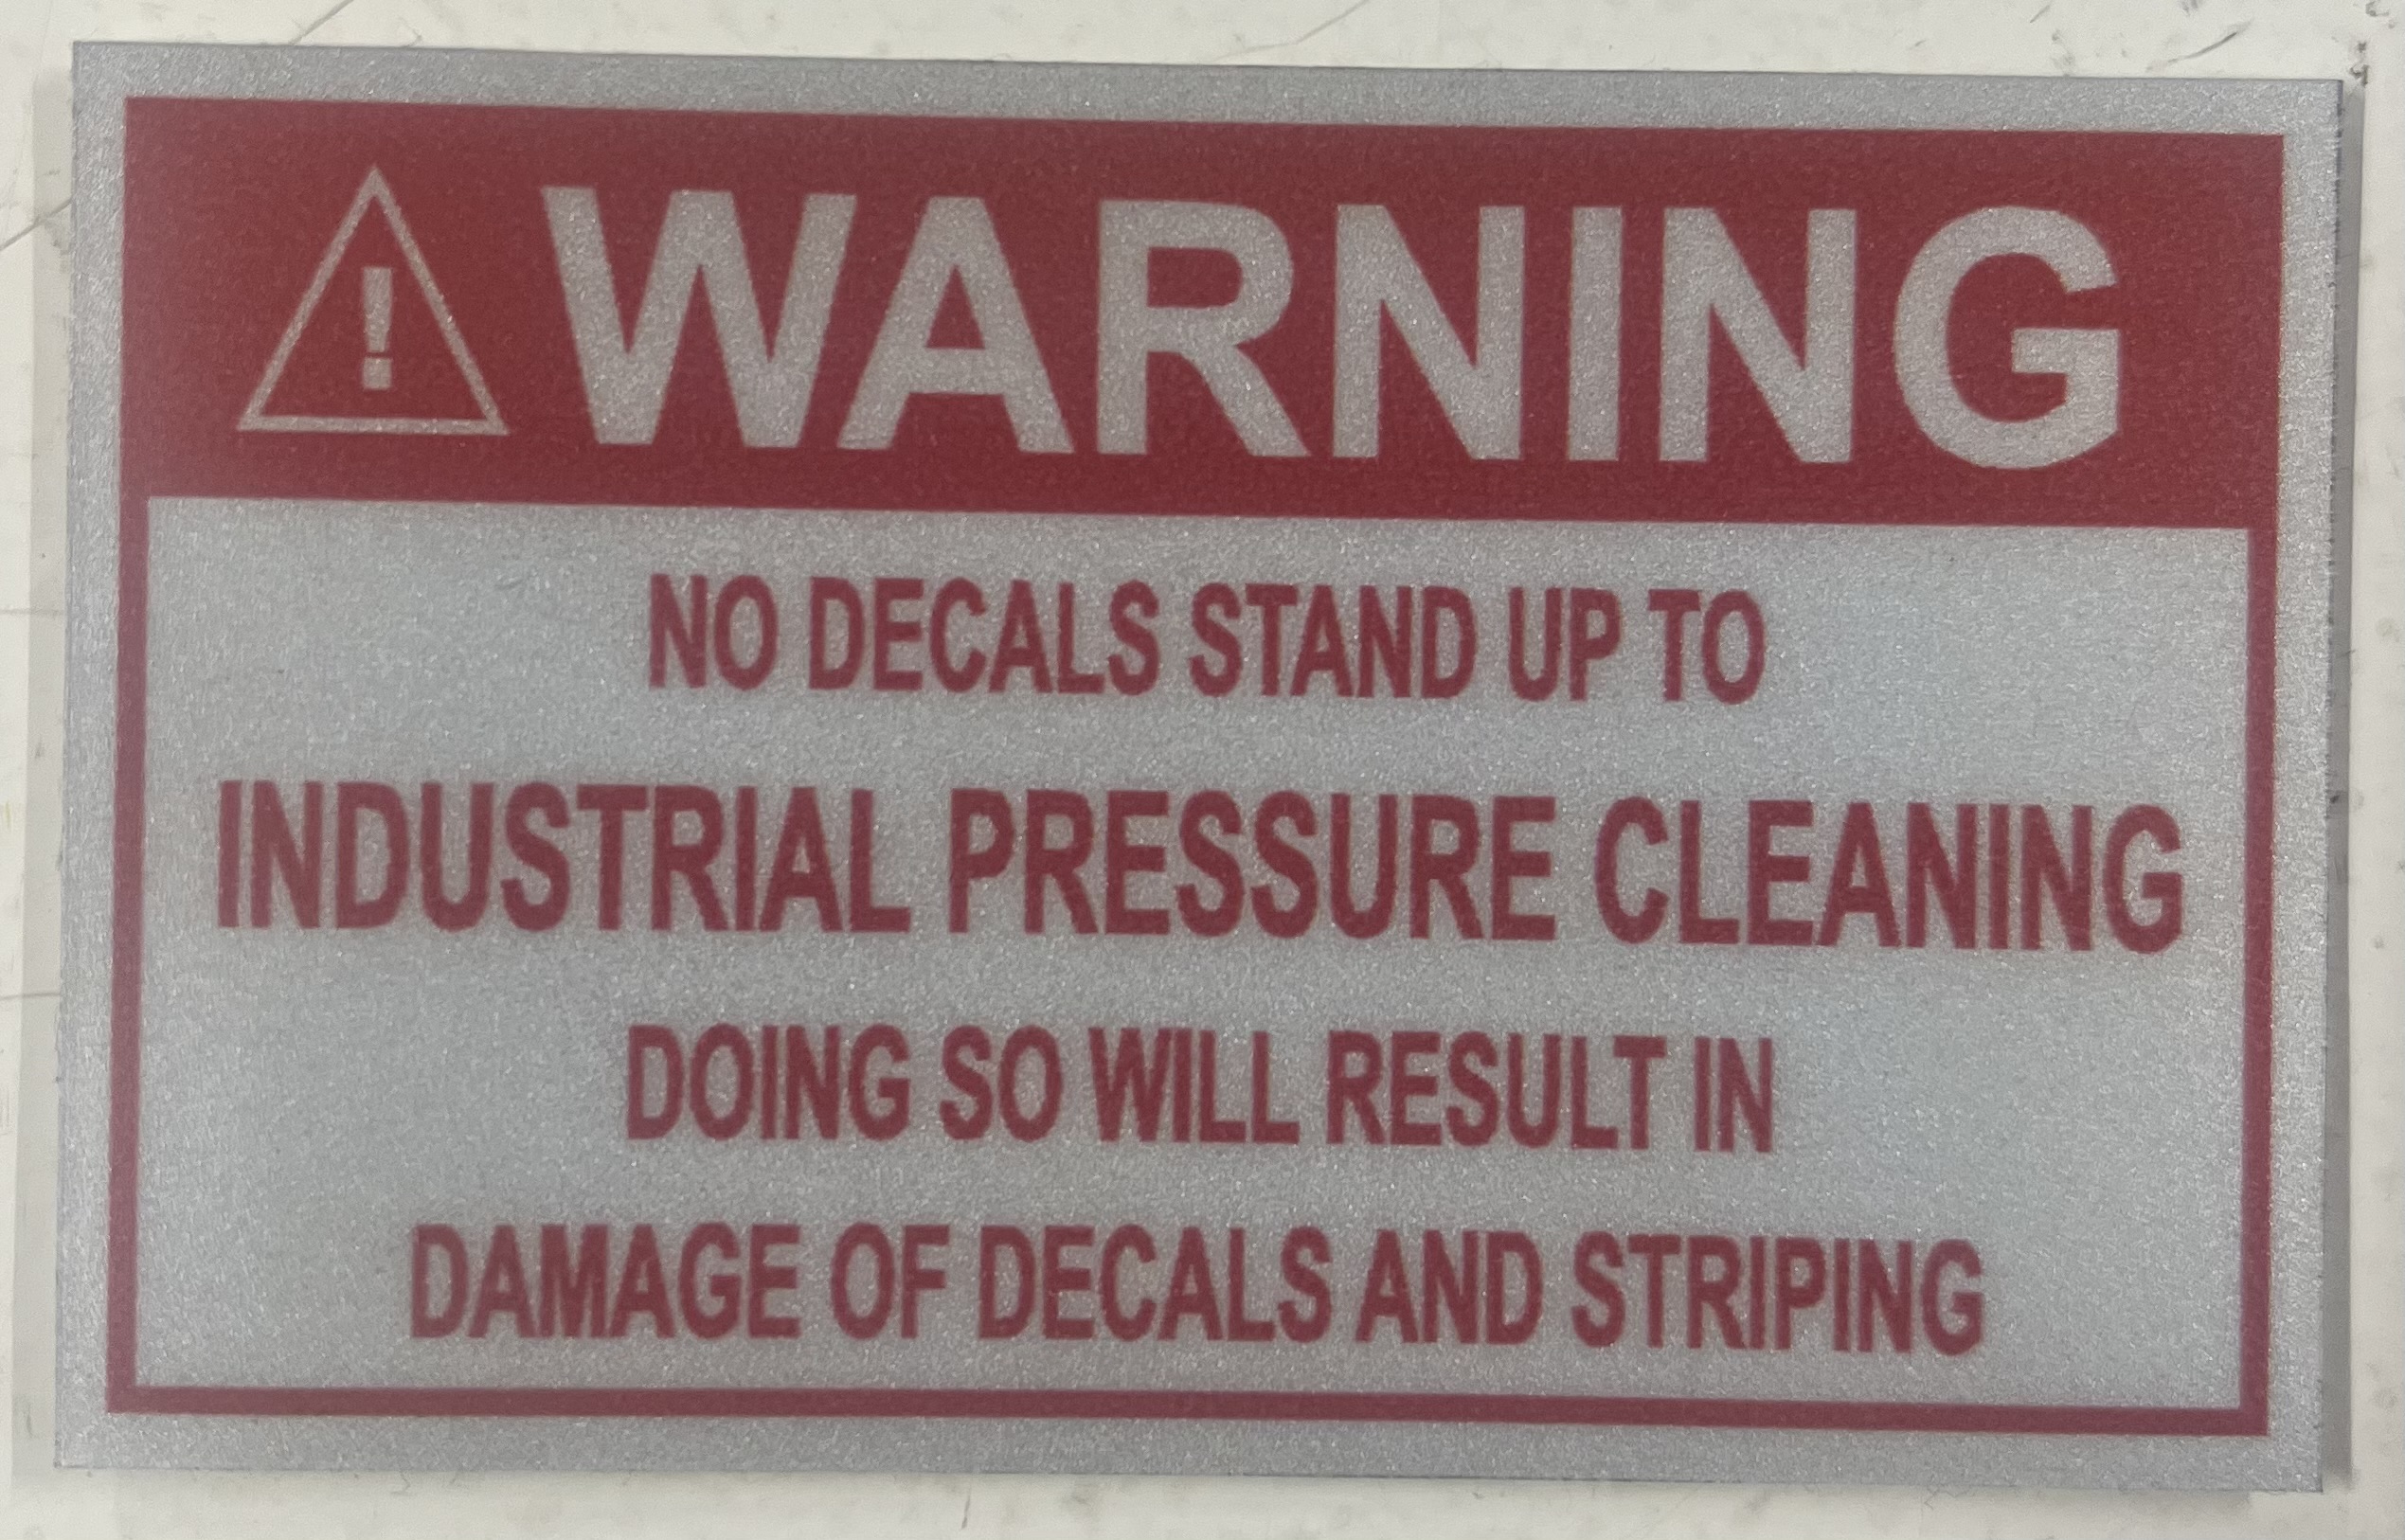 WARNING
NO DECALS STAND UP TO
INDUSTRIAL PRESSURE CLEANING
DOING SO WILL RESULT IN
DAMAGE OF DECALS AND STRIPING